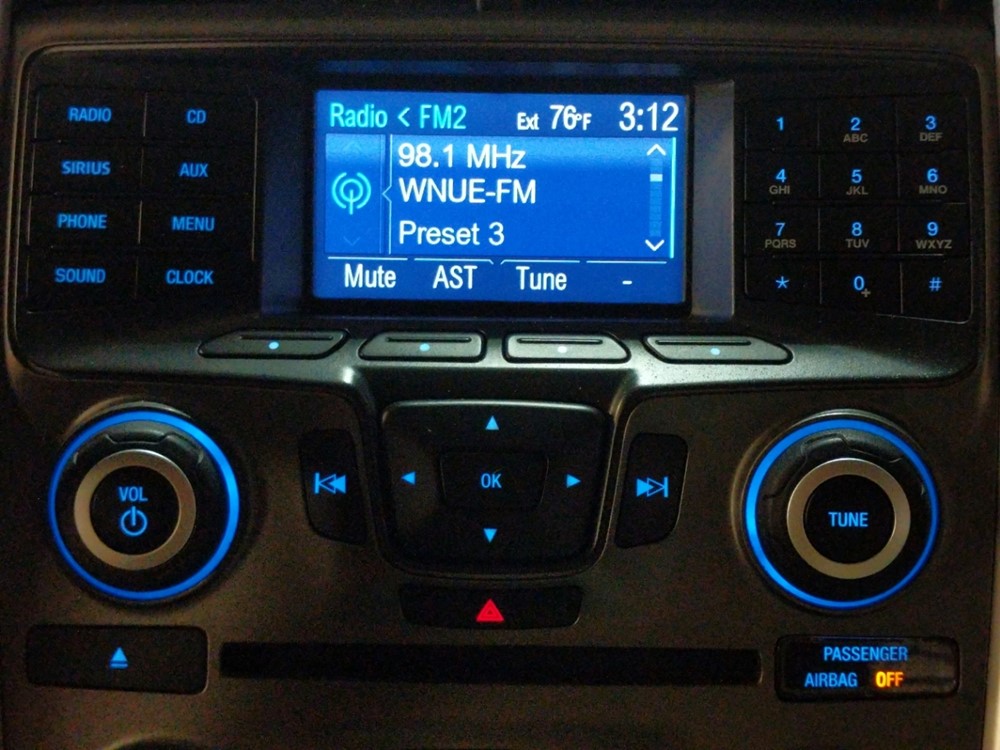 RADIO CD
SIRIUS AUX
PHONE MENU
SOUND CLOCK
Radio < FM2 Ext 76°F 3:12
98.1 MHz
WNUE-FM
Preset 3
Mute AST Tune -
1 2 3
ABC DEF
4 5 6
GHI JKL MNO
7 8 9
PQRS TUV WXYZ
* 0 #
+
VOL
OK
TUNE
PASSENGER
AIRBAG OFF